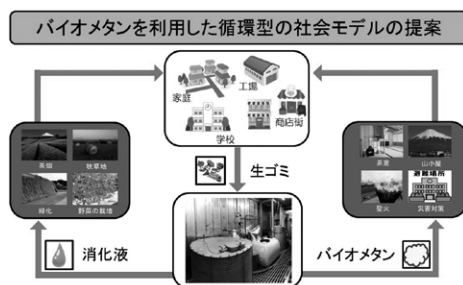 バイオメタンを利用した循環型の社会モデルの提案
家庭
工場
商店街
学校
生ゴミ
茶畑
牧草地
緑化
野菜の栽培
山小屋
聖火
避難場所
災害対策
消化液
バイオメタン